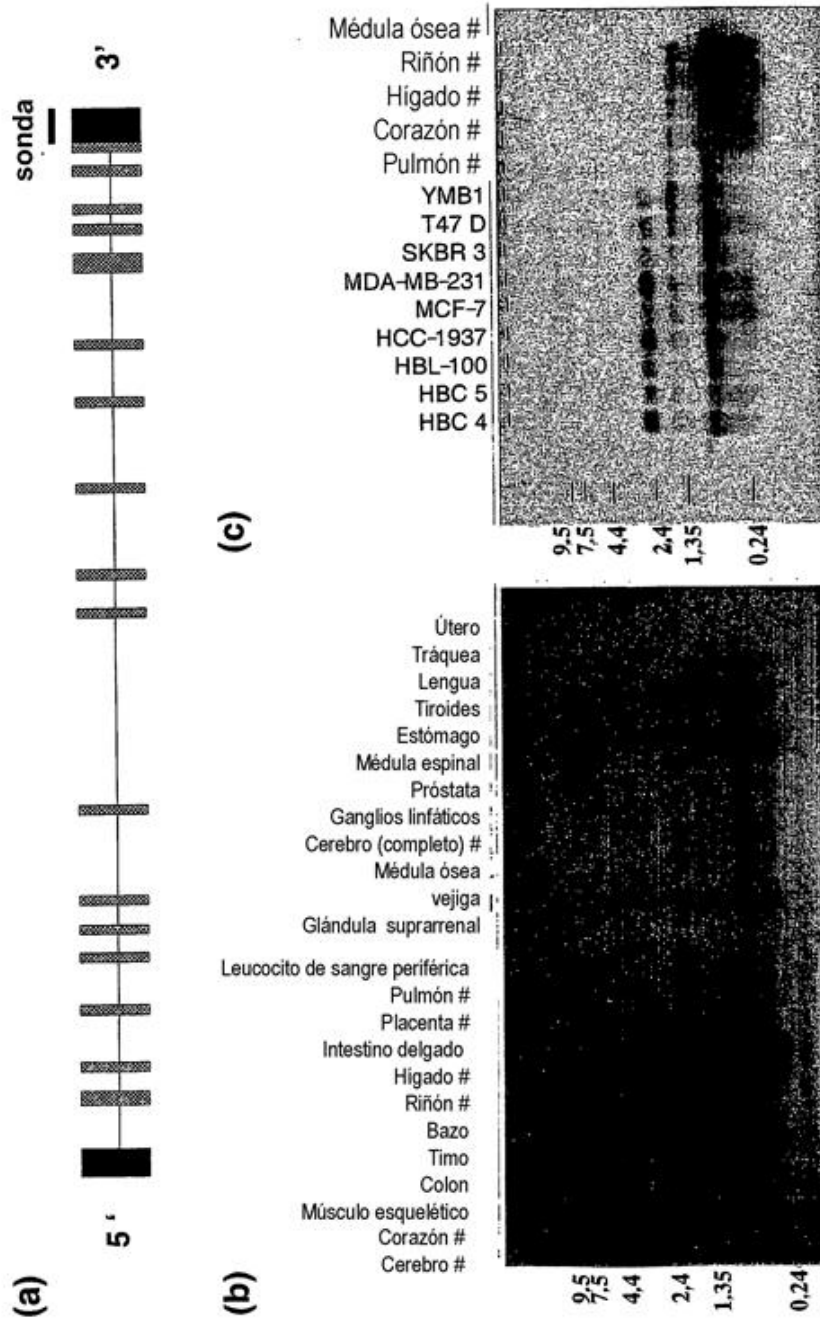 (a)
5 ‘
3’
sonda
(b)
Cerebro #
Corazón #
Músculo esquelético
Colon
Timo
Bazo
Riñón #
Hígado #
Intestino delgado
Placenta #
Pulmón #
Leucocito de sangre periférica
Glándula suprarrenal
vejiga
Médula ósea
Cerebro (completo) #
Ganglios linfáticos
Próstata
Médula espinal
Estómago
Tiroides
Lengua
Tráquea
Útero
9,5
7,5
4,4
2,4
1,35
0,24
(c)
HBC 4
HBC 5
HBL-100
HCC-1937
MCF-7
MDA-MB-231
SKBR 3
T47 D
YMB1
Pulmón #
Corazón #
Hígado #
Riñón #
Médula ósea #
9,5
7,5
4,4
2,4
1,35
0,24